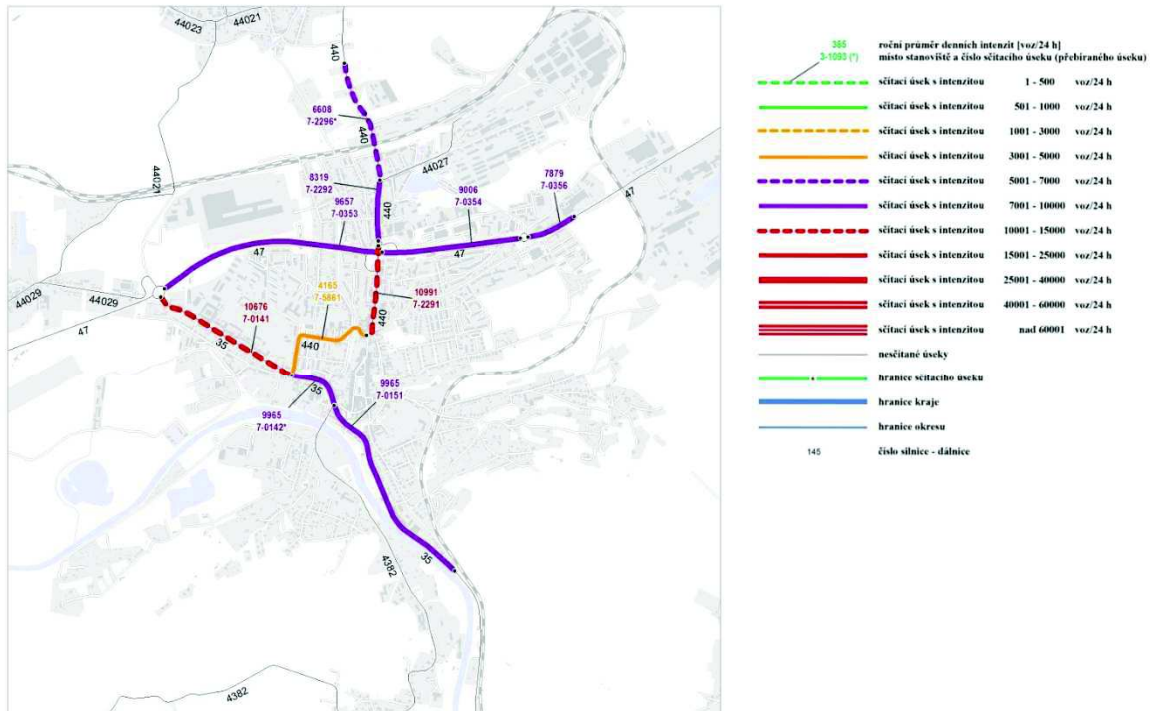 44023
44021
440
6608
7-2296*
440
44021
44027
8319
7-2292
9657
7-0353
440
9006
7-0354
7879
7-0356
47
47
47
44029
44029
47
4165
7-5861
10991
7-2291
10676
7-0141
440
440
35
35
9965
7-0151
9965
7-0142*
35
4382
4382
365
3-1090 (*)
roční průměr denních intenzit [voz/24 h]
místo stanoviště a číslo sčítacího úseku (přebíraného úseku)
sčítací úsek s intenzitou 1 - 500 voz/24 h
sčítací úsek s intenzitou 501 - 1000 voz/24 h
sčítací úsek s intenzitou 1001 - 3000 voz/24 h
sčítací úsek s intenzitou 3001 - 5000 voz/24 h
sčítací úsek s intenzitou 5001 - 7000 voz/24 h
sčítací úsek s intenzitou 7001 - 10000 voz/24 h
sčítací úsek s intenzitou 10001 - 15000 voz/24 h
sčítací úsek s intenzitou 15001 - 25000 voz/24 h
sčítací úsek s intenzitou 25001 - 40000 voz/24 h
sčítací úsek s intenzitou 40001 - 60000 voz/24 h
sčítací úsek s intenzitou nad 60001 voz/24 h
nesčítané úseky
hranice sčítacího úseku
hranice kraje
hranice okresu
145 číslo silnice - dálnice